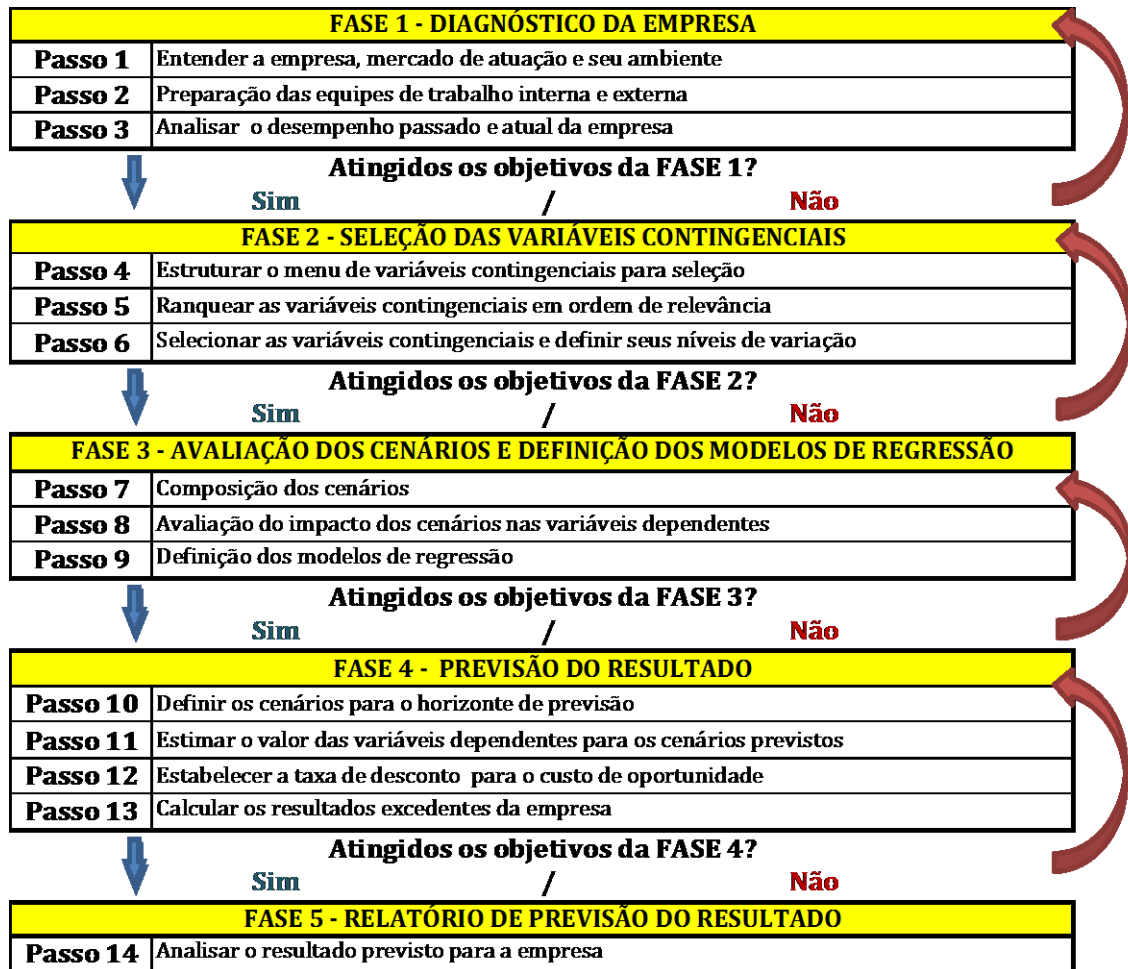 FASE 1 - DIAGNÓSTICO DA EMPRESA
Passo 1 Entender a empresa, mercado de atuação e seu ambiente
Passo 2 Preparação das equipes de trabalho interna e externa
Passo 3 Analisar o desempenho passado e atual da empresa
Atingidos os objetivos da FASE 1?
Sim / Não
FASE 2 - SELEÇÃO DAS VARIÁVEIS CONTINGENCIAIS
Passo 4 Estruturar o menu de variáveis contingenciais para seleção
Passo 5 Ranquear as variáveis contingenciais em ordem de relevância
Passo 6 Selecionar as variáveis contingenciais e definir seus níveis de variação
Atingidos os objetivos da FASE 2?
Sim / Não
FASE 3 - AVALIAÇÃO DOS CENÁRIOS E DEFINIÇÃO DOS MODELOS DE REGRESSÃO
Passo 7 Composição dos cenários
Passo 8 Avaliação do impacto dos cenários nas variáveis dependentes
Passo 9 Definição dos modelos de regressão
Atingidos os objetivos da FASE 3?
Sim / Não
FASE 4 - PREVISÃO DO RESULTADO
Passo 10 Definir os cenários para o horizonte de previsão
Passo 11 Estimar o valor das variáveis dependentes para os cenários previstos
Passo 12 Estabelecer a taxa de desconto para o custo de oportunidade
Passo 13 Calcular os resultados excedentes da empresa
Atingidos os objetivos da FASE 4?
Sim / Não
FASE 5 - RELATÓRIO DE PREVISÃO DO RESULTADO
Passo 14 Analisar o resultado previsto para a empresa